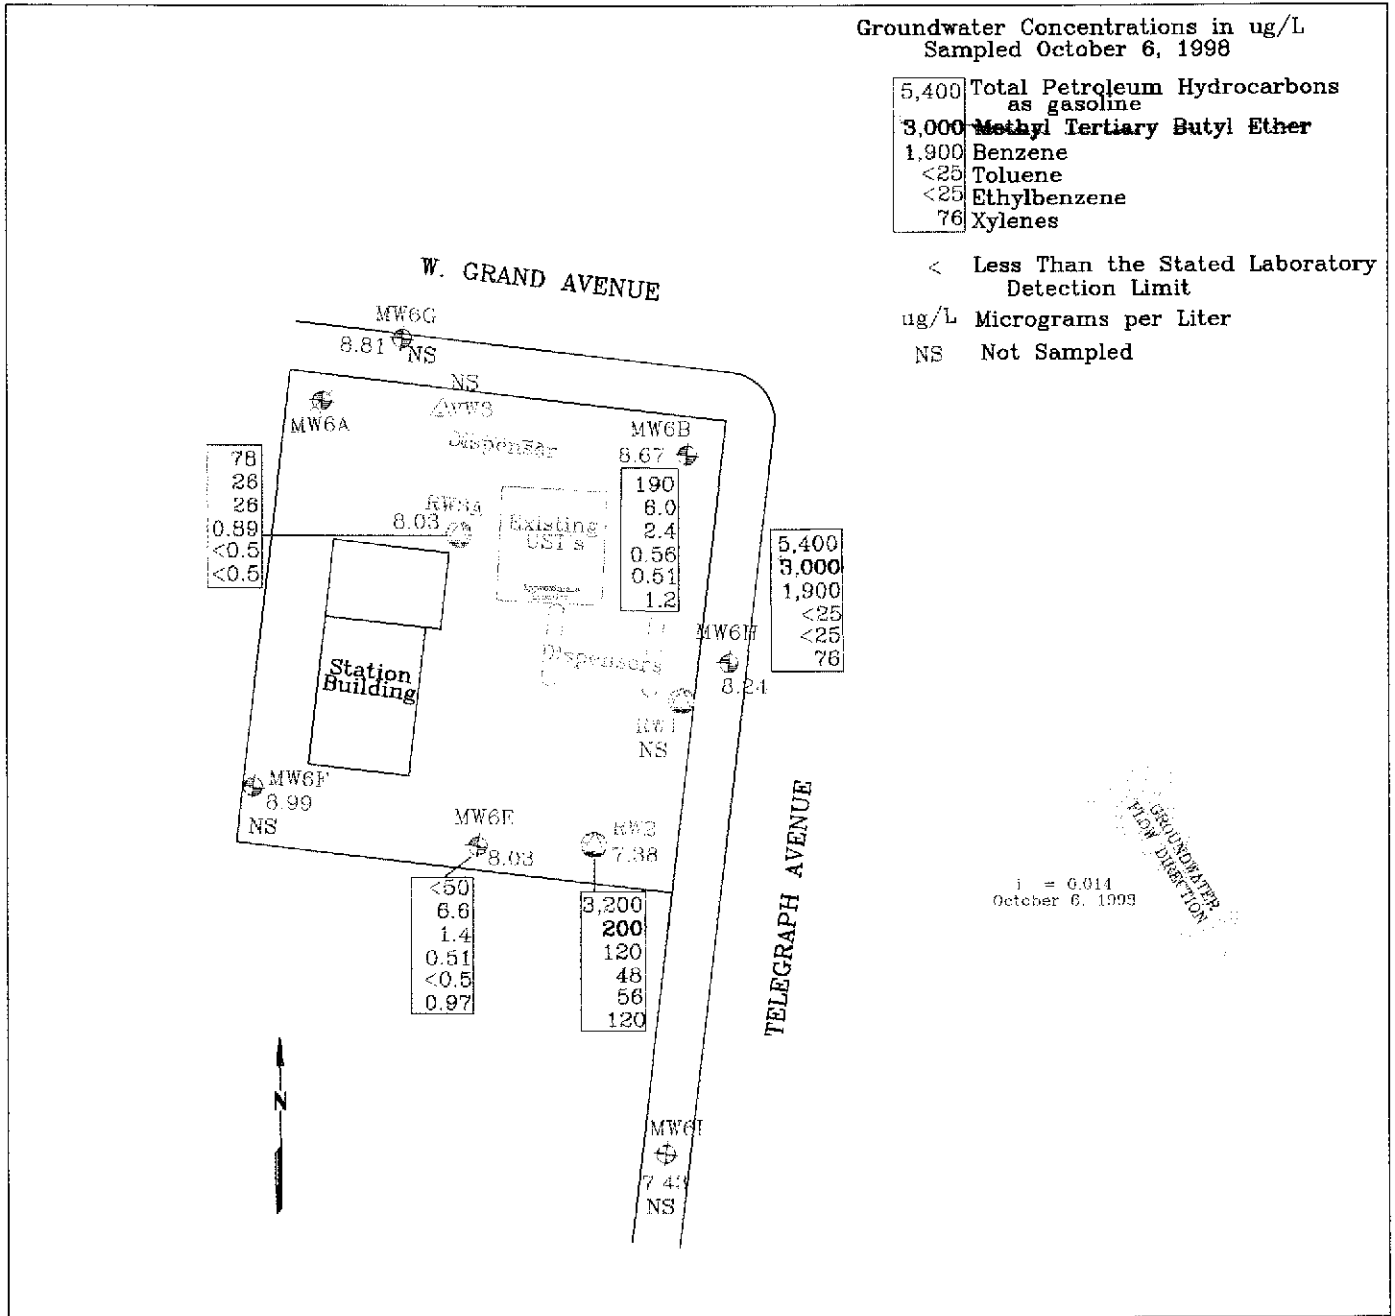 Groundwater Concentrations in ug/L
Sampled October 6, 1998
5,400 Total Petroleum Hydrocarbons
as gasoline
3,000 Methyl Tertiary Butyl Ether
1,900 Benzene
<25 Toluene
<25 Ethylbenzene
76 Xylenes
< Less Than the Stated Laboratory
Detection Limit
ug/L Micrograms per Liter
NS Not Sampled
W. GRAND AVENUE
MW6G
8.81
NS
NS
MW6A
Dispenser
MW6B
8.67
190
6.0
2.4
0.56
0.51
1.2
78
26
26
0.89
<0.5
<0.5
8.03
Existing
5,400
3,000
1,900
<25
<25
76
MW6H
8.24
Dispensers
Station
Building
NS
MW6F
8.99
NS
MW6E
8.03
<50
6.6
1.4
0.51
<0.5
0.97
RW2
7.38
3,200
200
120
48
56
120
TELEGRAPH AVENUE
GROUNDWATER
FLOW DIRECTION
i = 0.014
N
MW6I
NS